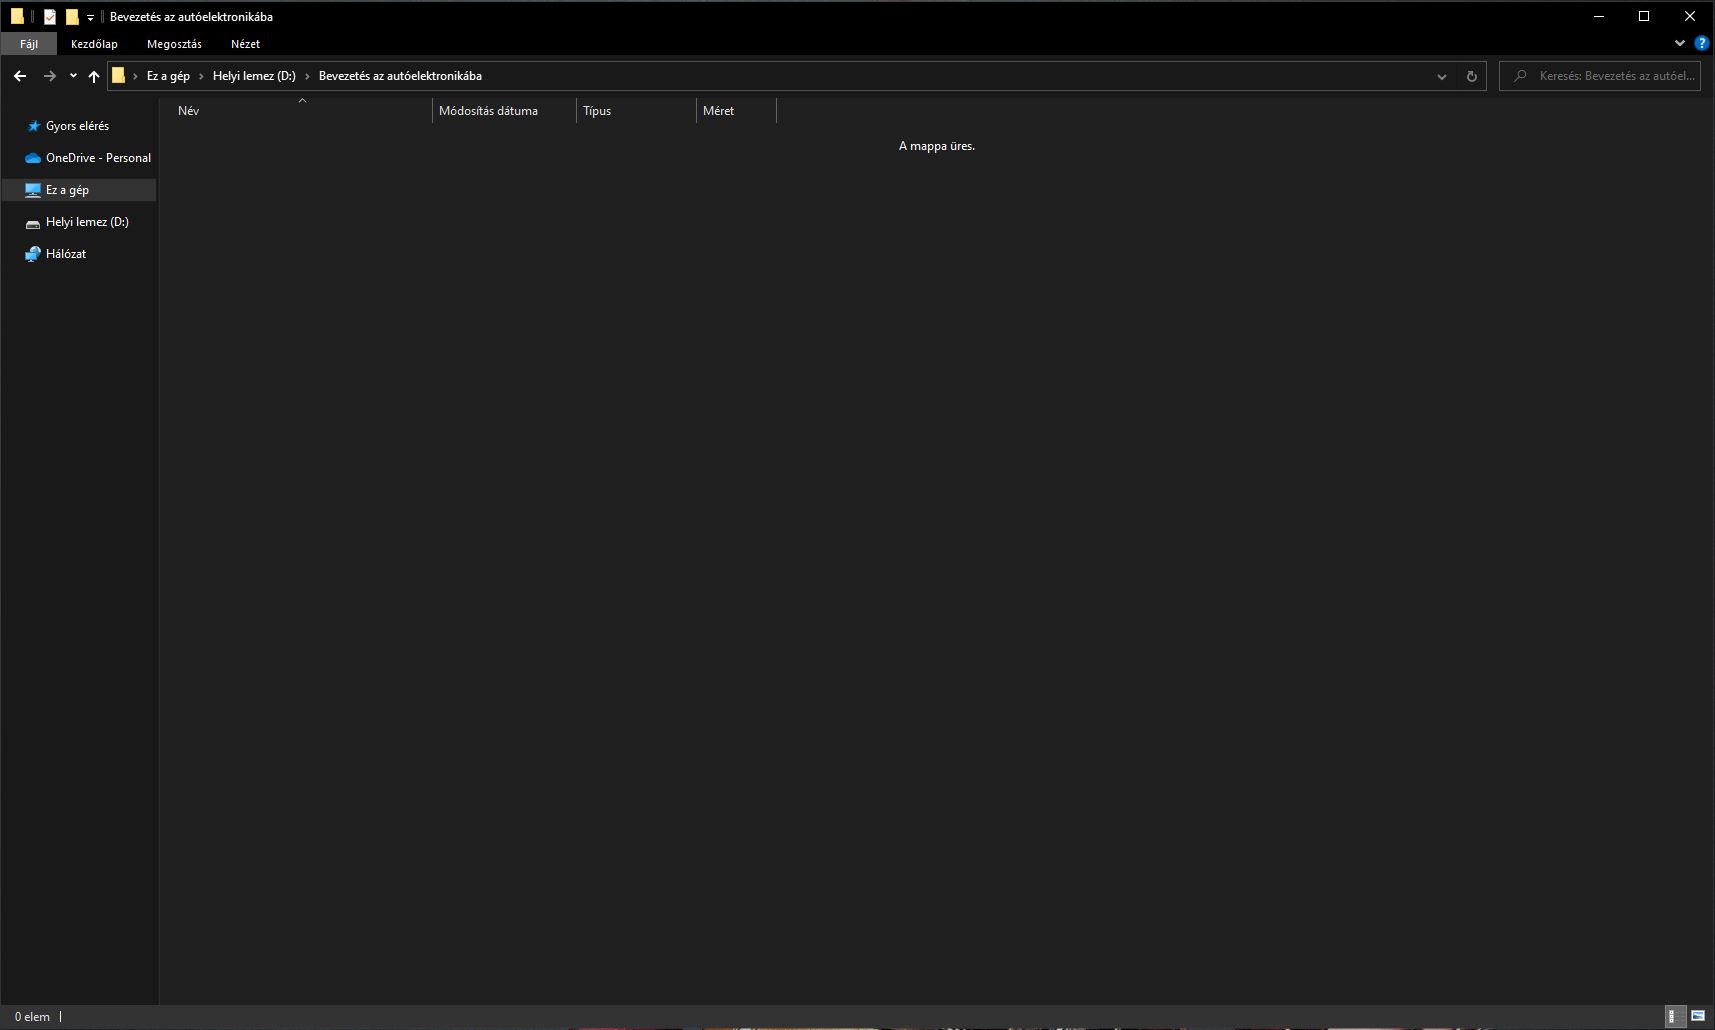 Bevezetés az autóelektronikába
Fájl Kezdőlap Megosztás Nézet
Ez a gép Helyi lemez (D:) Bevezetés az autóelektronikába
Keresés: Bevezetés az autóel...
Név Módosítás dátuma Típus Méret
Gyors elérés
OneDrive - Personal
Ez a gép
Helyi lemez (D:)
Hálózat
A mappa üres.
0 elem